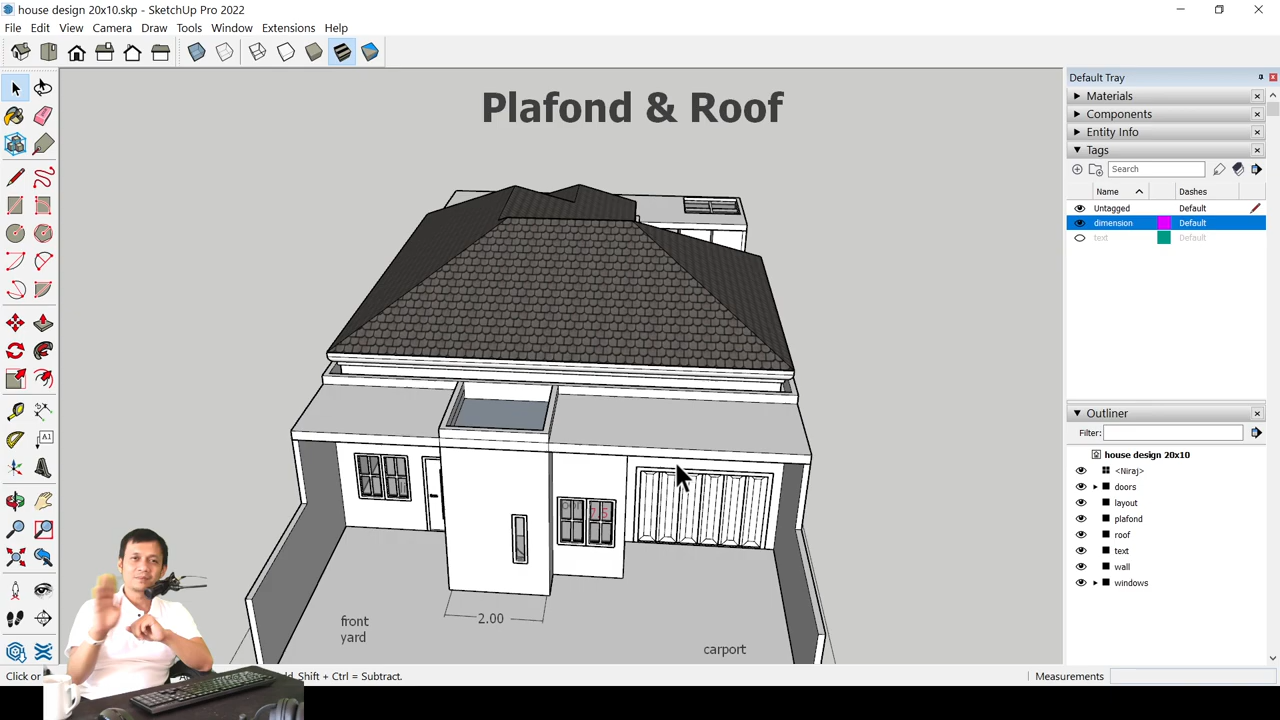 house design 20x10.skp - SketchUp Pro 2022
File Edit View Camera Draw Tools Window Extensions Help
Plafond & Roof
Default Tray
Materials
Components
Entity Info
Tags
Search
Name Dashes
Untagged Default
dimension Default
text Default
Outliner
Filter:
house design 20x10
<Niraj>
doors
layout
plafond
roof
text
wall
windows
A1
7.5
2.00
front
yard
carport
Click or
Shift + Ctrl = Subtract.
Measurements